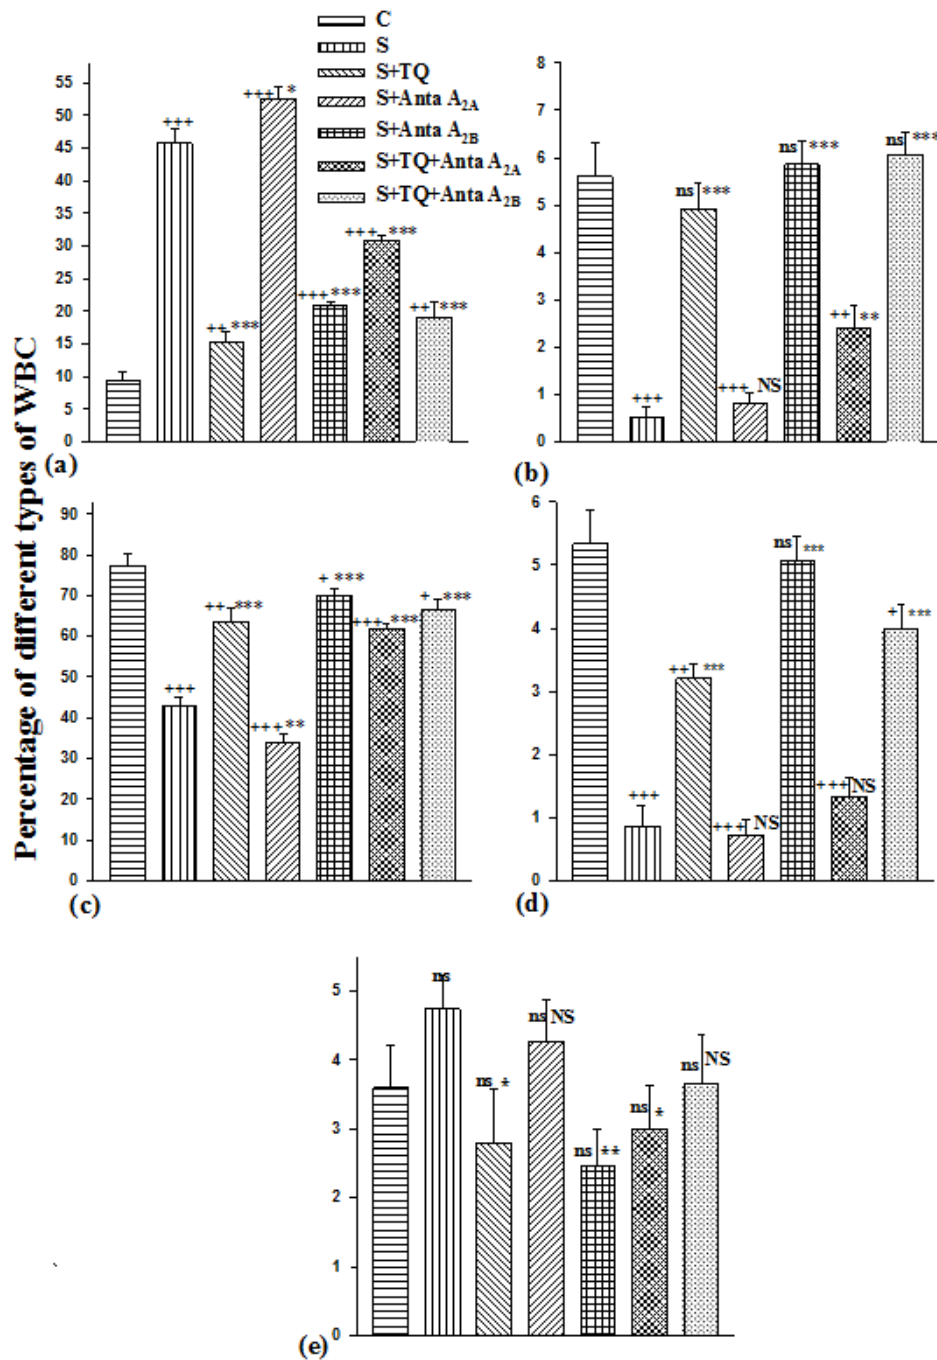 C
S
S+TQ
S+Anta A2A
S+Anta A2B
S+TQ+Anta A2A
S+TQ+Anta A2B
Percentage of different types of WBC
55
50
45
40
35
30
25
20
15
10
5
0
+++
++ ***
+++ *
+++ ***
+++ ***
++ ***
(a)
8
7
6
5
4
3
2
1
0
+++
ns ***
+++ NS
ns ***
++ **
ns ***
(b)
90
80
70
60
50
40
30
20
10
0
+++
++ ***
+++ **
+ ***
+++ ***
+ ***
(c)
6
5
4
3
2
1
0
+++
++ ***
+++ NS
ns ***
+++ NS
+ ***
(d)
5
4
3
2
1
0
ns
ns *
ns NS
ns **
ns *
ns NS
(e)